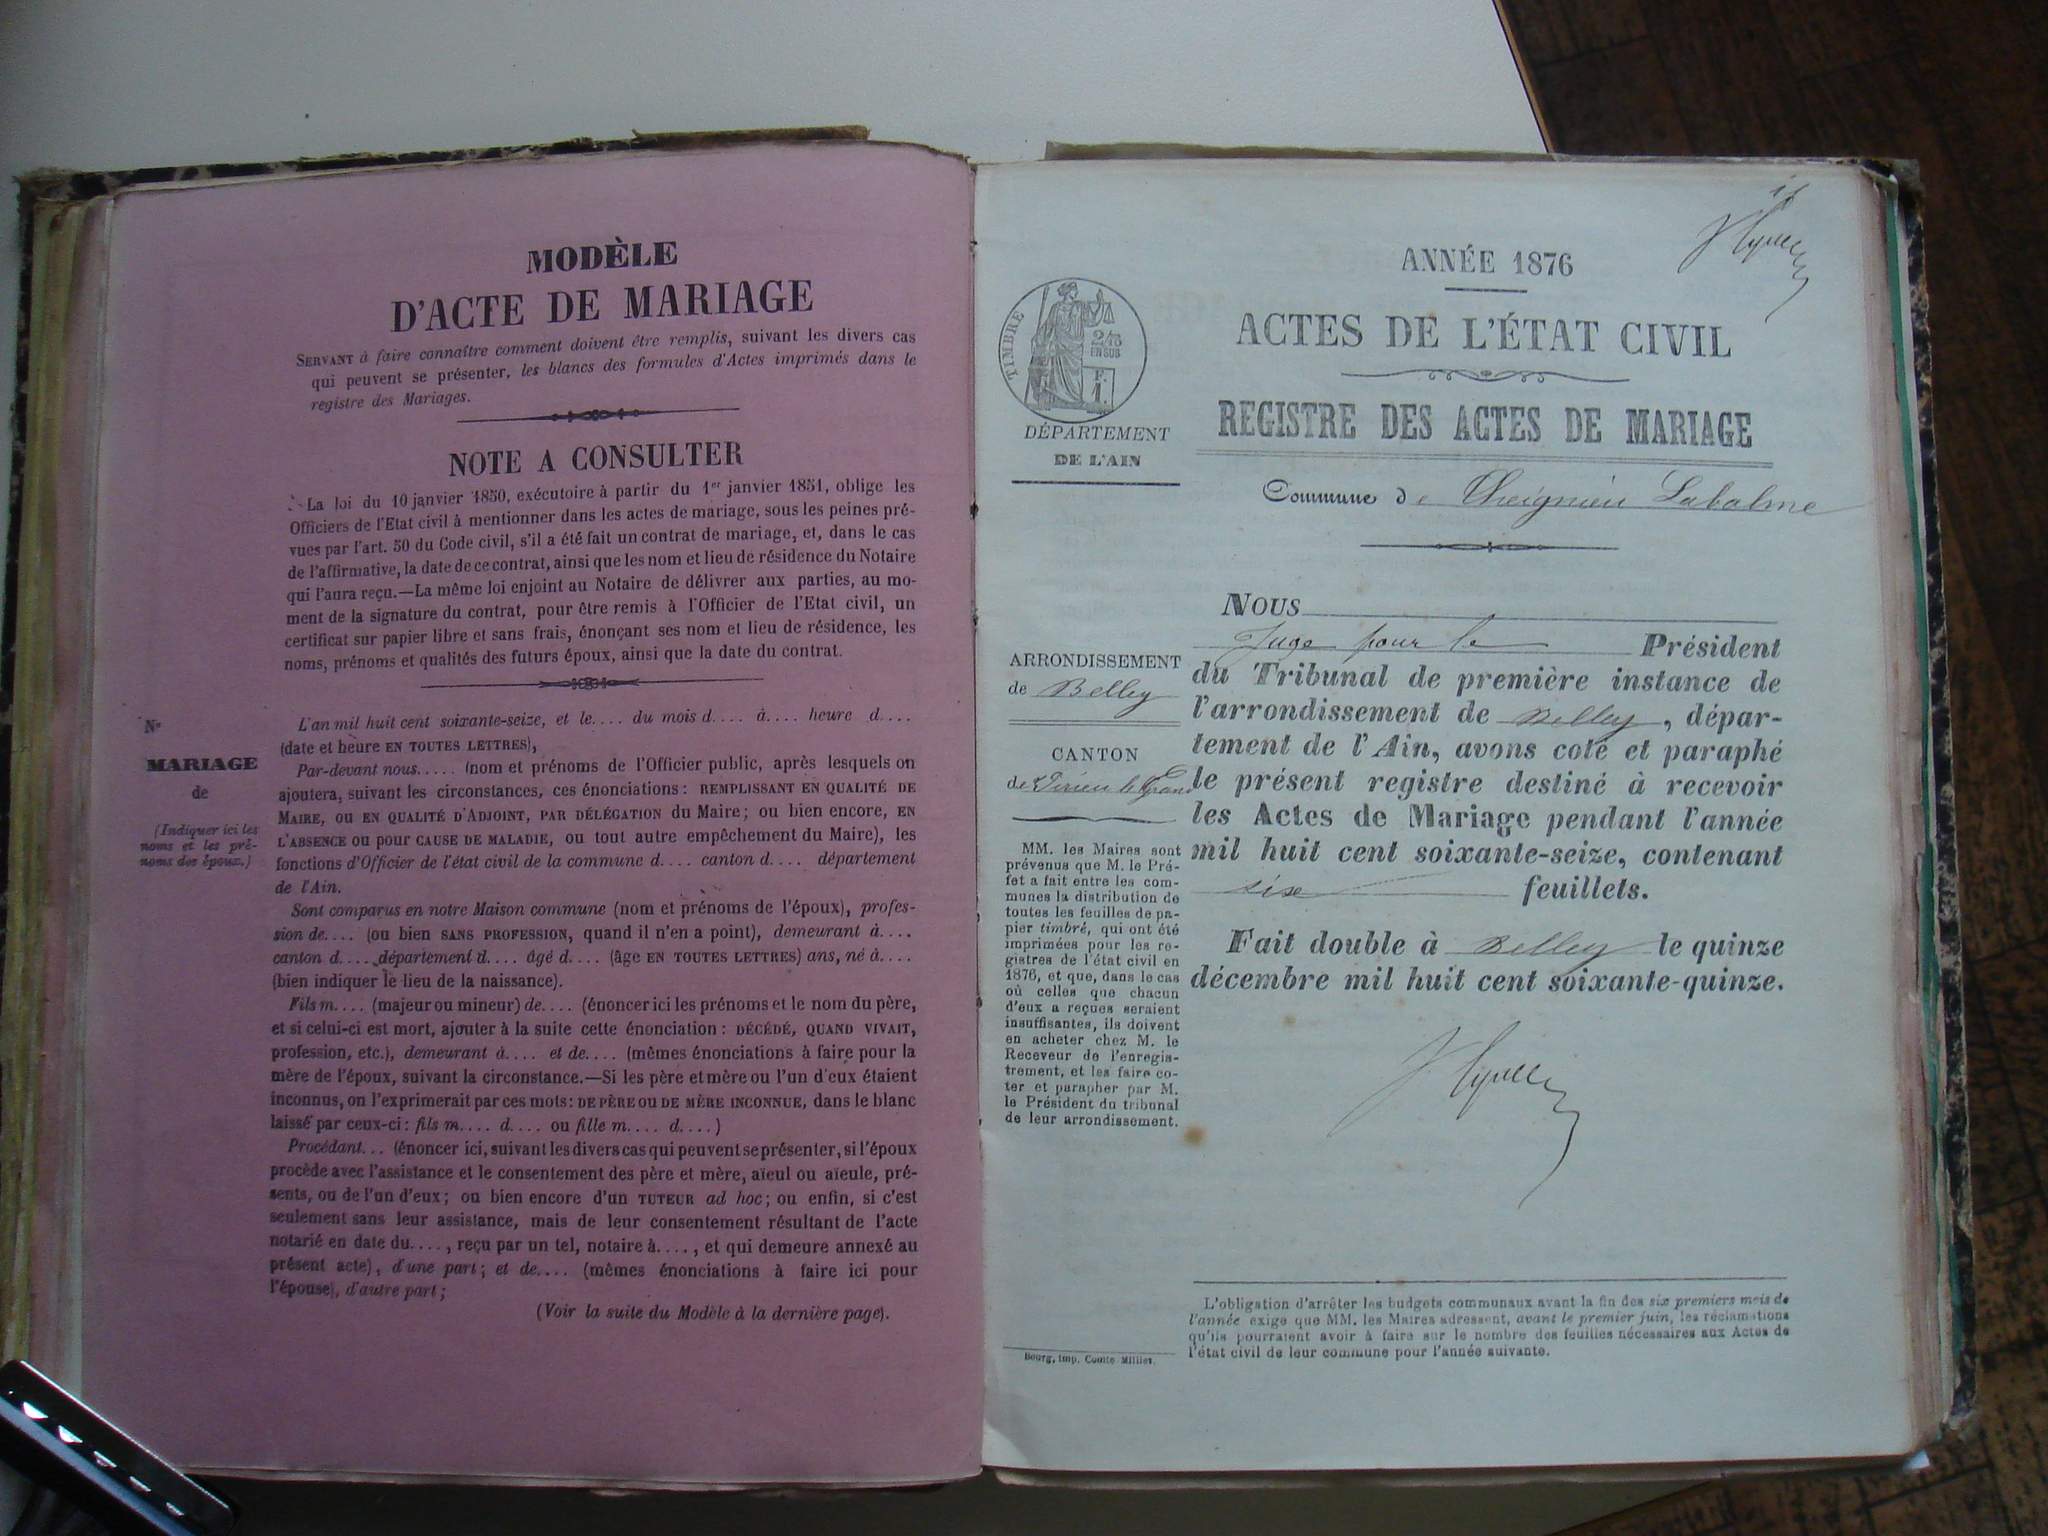 MODÈLE
D'ACTE DE MARIAGE
SERVANT à faire connaître comment doivent être remplis, suivant les divers cas
qui peuvent se présenter, les blancs des formules d'Actes imprimés dans le
registre des Mariages.
NOTE A CONSULTER
La loi du 10 janvier 1850, exécutoire à partir du 1er janvier 1851, oblige les
Officiers de l'Etat civil à mentionner dans les actes de mariage, sous les peines pré-
vues par l'art. 50 du Code civil, s'il a été fait un contrat de mariage, et, dans le cas
de l'affirmative, la date de ce contrat, ainsi que les nom et lieu de résidence du Notaire
qui l'aura reçu.—La même loi enjoint au Notaire de délivrer aux parties, au mo-
ment de la signature du contrat, pour être remis à l'Officier de l'Etat civil, un
certificat sur papier libre et sans frais, énonçant ses nom et lieu de résidence, les
noms, prénoms et qualités des futurs époux, ainsi que la date du contrat.
N°
MARIAGE
de
(Indiquer ici les
noms et les pré-
noms des époux.)
L'an mil huit cent soixante-seize, et le.... du mois d.... à.... heure d....
(date et heure EN TOUTES LETTRES),
Par-devant nous..... (nom et prénoms de l'Officier public, après lesquels on
ajoutera, suivant les circonstances, ces énonciations : REMPLISSANT EN QUALITÉ DE
MAIRE, ou EN QUALITÉ D'ADJOINT, PAR DÉLÉGATION du Maire; ou bien encore, EN
L'ABSENCE ou pour CAUSE DE MALADIE, ou tout autre empêchement du Maire), les
fonctions d'Officier de l'état civil de la commune d.... canton d.... département
de l'Ain.
Sont comparus en notre Maison commune (nom et prénoms de l'époux), profes-
sion de.... (ou bien SANS PROFESSION, quand il n'en a point), demeurant à....
canton d.... département d.... âgé d.... (âge EN TOUTES LETTRES) ans, né à....
(bien indiquer le lieu de la naissance).
Fils m.... (majeur ou mineur) de.... (énoncer ici les prénoms et le nom du père,
et si celui-ci est mort, ajouter à la suite cette énonciation : DÉCÉDÉ, QUAND VIVAIT,
profession, etc.), demeurant à.... et de.... (mêmes énonciations à faire pour la
mère de l'époux, suivant la circonstance.—Si les père et mère ou l'un d'eux étaient
inconnus, on l'exprimerait par ces mots: DE PÈRE OU DE MÈRE INCONNUE, dans le blanc
laissé par ceux-ci : fils m.... d.... ou fille m.... d....)
Procédant... (énoncer ici, suivant les divers cas qui peuvent se présenter, si l'époux
procède avec l'assistance et le consentement des père et mère, aïeul ou aïeule, pré-
sents, ou de l'un d'eux; ou bien encore d'un TUTEUR ad hoc; ou enfin, si c'est
seulement sans leur assistance, mais de leur consentement résultant de l'acte
notarié en date du...., reçu par un tel, notaire à...., et qui demeure annexé au
présent acte), d'une part; et de.... (mêmes énonciations à faire ici pour
l'épouse), d'autre part;
(Voir la suite du Modèle à la dernière page).
ANNÉE 1876
ACTES DE L'ÉTAT CIVIL
REGISTRE DES ACTES DE MARIAGE
Commune de Cheignieu Labalme
TIMBRE
2/10
EN SUS
F.
1.
DÉPARTEMENT
DE L'AIN
ARRONDISSEMENT
de Belley
CANTON
de Virieu le Grand
MM. les Maires sont
prévenus que M. le Pré-
fet a fait entre les com-
munes la distribution de
toutes les feuilles de pa-
pier timbré, qui ont été
imprimées pour les re-
gistres de l'état civil en
1876, et que, dans le cas
où celles que chacun
d'eux a reçues seraient
insuffisantes, ils doivent
en acheter chez M. le
Receveur de l'enregis-
trement, et les faire co-
ter et parapher par M.
le Président du tribunal
de leur arrondissement.
Bourg, imp. Comte Milliet.
NOUS
Juge pour le Président
du Tribunal de première instance de
l'arrondissement de Belley, dépar-
tement de l'Ain, avons coté et paraphé
le présent registre destiné à recevoir
les Actes de Mariage pendant l'année
mil huit cent soixante-seize, contenant
sixe feuillets.
Fait double à Belley le quinze
décembre mil huit cent soixante-quinze.
L'obligation d'arrêter les budgets communaux avant la fin des six premiers mois de
l'année exige que MM. les Maires adressent, avant le premier juin, les réclamations
qu'ils pourraient avoir à faire sur le nombre des feuilles nécessaires aux Actes de
l'état civil de leur commune pour l'année suivante.